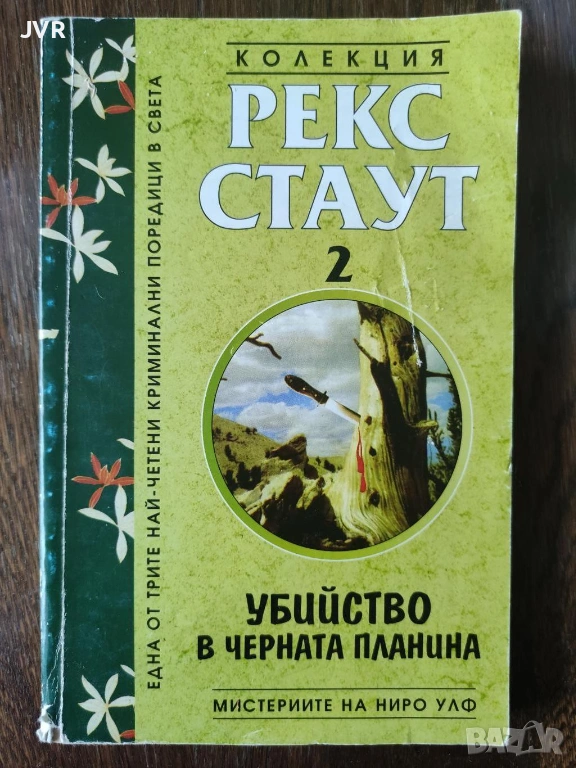 JVR
КОЛЕКЦИЯ
РЕКС
СТАУТ
2
ЕДНА ОТ ТРИТЕ НАЙ-ЧЕТЕНИ КРИМИНАЛНИ ПОРЕДИЦИ В СВЕТА
УБИЙСТВО
В ЧЕРНАТА ПЛАНИНА
МИСТЕРИИТЕ НА НИРО УЛФ
BAZAR